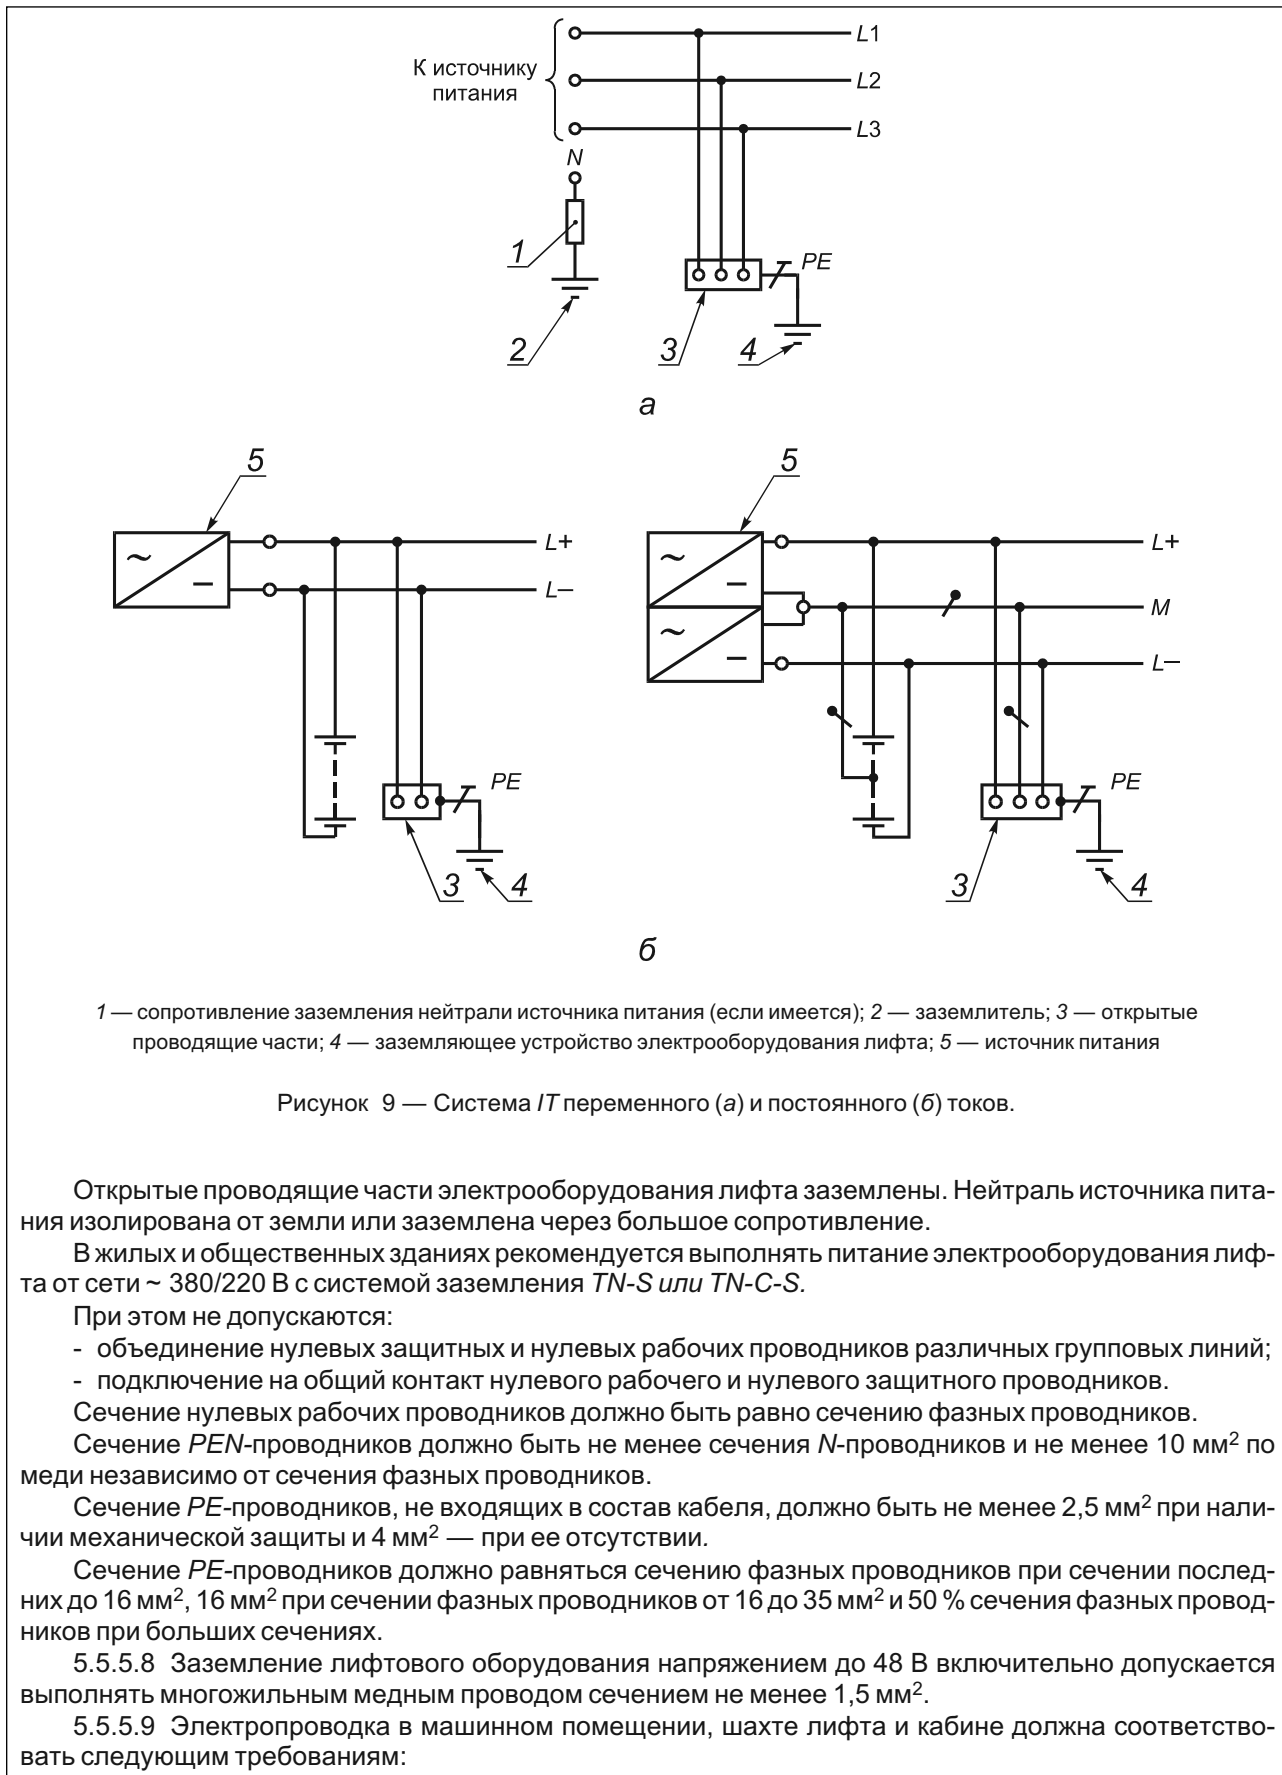 L1
К источнику
питания
L2
L3
N
1
PE
2
3
4
а
5
5
L+
L+
L–
M
L–
PE
PE
3
4
3
4
б
1 — сопротивление заземления нейтрали источника питания (если имеется); 2 — заземлитель; 3 — открытые
проводящие части; 4 — заземляющее устройство электрооборудования лифта; 5 — источник питания
Рисунок 9 — Система IT переменного (а) и постоянного (б) токов.
Открытые проводящие части электрооборудования лифта заземлены. Нейтраль источника пита-
ния изолирована от земли или заземлена через большое сопротивление.
В жилых и общественных зданиях рекомендуется выполнять питание электрооборудования лиф-
та от сети ~ 380/220 В с системой заземления TN-S или TN-C-S.
При этом не допускаются:
- объединение нулевых защитных и нулевых рабочих проводников различных групповых линий;
- подключение на общий контакт нулевого рабочего и нулевого защитного проводников.
Сечение нулевых рабочих проводников должно быть равно сечению фазных проводников.
Сечение PEN-проводников должно быть не менее сечения N-проводников и не менее 10 мм² по
меди независимо от сечения фазных проводников.
Сечение PE-проводников, не входящих в состав кабеля, должно быть не менее 2,5 мм² при нали-
чии механической защиты и 4 мм² — при ее отсутствии.
Сечение PE-проводников должно равняться сечению фазных проводников при сечении послед-
них до 16 мм², 16 мм² при сечении фазных проводников от 16 до 35 мм² и 50 % сечения фазных провод-
ников при больших сечениях.
5.5.5.8 Заземление лифтового оборудования напряжением до 48 В включительно допускается
выполнять многожильным медным проводом сечением не менее 1,5 мм².
5.5.5.9 Электропроводка в машинном помещении, шахте лифта и кабине должна соответство-
вать следующим требованиям: